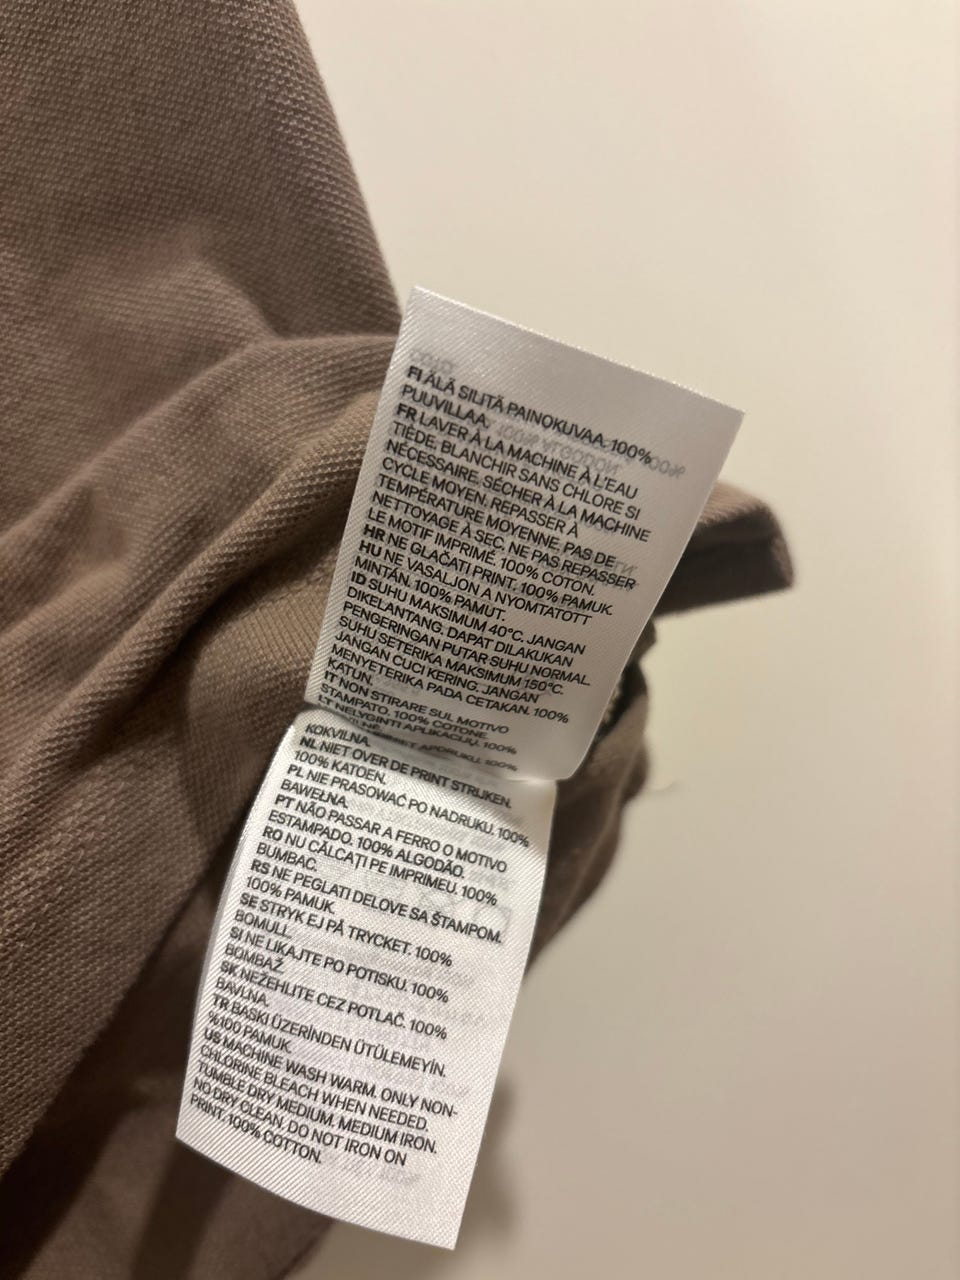 FI ÄLÄ SILITÄ PAINOKUVAA. 100%
PUUVILLAA.
FR LAVER À LA MACHINE À L'EAU
TIÈDE, BLANCHIR SANS CHLORE SI
NÉCESSAIRE. SÉCHER À LA MACHINE
CYCLE MOYEN. REPASSER À
TEMPÉRATURE MOYENNE. PAS DE
NETTOYAGE À SEC. NE PAS REPASSER
LE MOTIF IMPRIMÉ. 100% COTON.
HR NE GLAČATI PRINT. 100% PAMUK.
HU NE VASALJON A NYOMTATOTT
MINTÁN. 100% PAMUT.
ID SUHU MAKSIMUM 40°C. JANGAN
DIKELANTANG. DAPAT DILAKUKAN
PENGERINGAN PUTAR SUHU NORMAL.
SUHU SETERIKA MAKSIMUM 150°C.
JANGAN CUCI KERING. JANGAN
MENYETERIKA PADA CETAKAN. 100%
KATUN.
IT NON STIRARE SUL MOTIVO
STAMPATO. 100% COTONE.
LT NELYGINTI APLIKACIJŲ. 100%
APDRUKU. 100%
KOKVILNA.
NL NIET OVER DE PRINT STRIJKEN.
100% KATOEN.
PL NIE PRASOWAĆ PO NADRUKU. 100%
BAWEŁNA.
PT NÃO PASSAR A FERRO O MOTIVO
ESTAMPADO. 100% ALGODÃO.
RO NU CĂLCAȚI PE IMPRIMEU. 100%
BUMBAC.
RS NE PEGLATI DELOVE SA ŠTAMPOM.
100% PAMUK.
SE STRYK EJ PÅ TRYCKET. 100%
BOMULL.
SI NE LIKAJTE PO POTISKU. 100%
BOMBAŽ.
SK NEŽEHLITE CEZ POTLAČ. 100%
BAVLNA.
TR BASKI ÜZERİNDEN ÜTÜLEMEYİN.
%100 PAMUK.
US MACHINE WASH WARM. ONLY NON-
CHLORINE BLEACH WHEN NEEDED.
TUMBLE DRY MEDIUM. MEDIUM IRON.
NO DRY CLEAN. DO NOT IRON ON
PRINT. 100% COTTON.